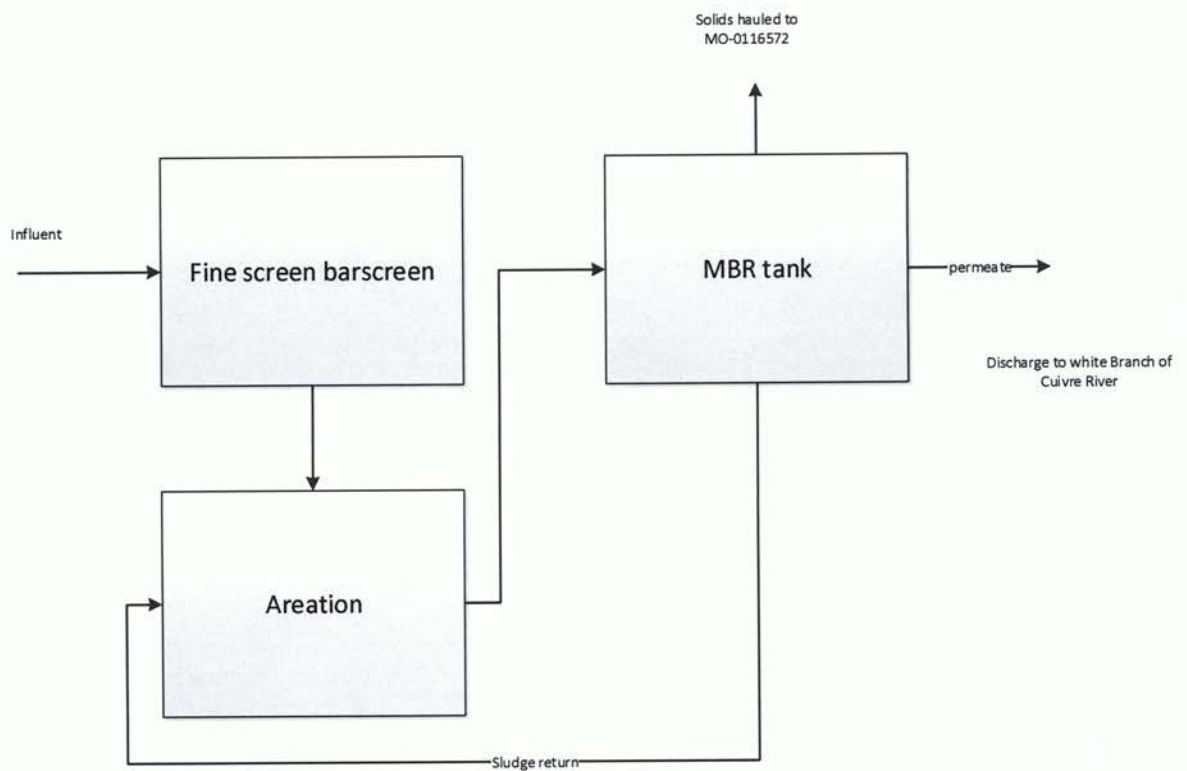 Solids hauled to
MO-0116572
Influent
Fine screen barscreen
MBR tank
permeate
Discharge to white Branch of
Cuivre River
Areation
Sludge return